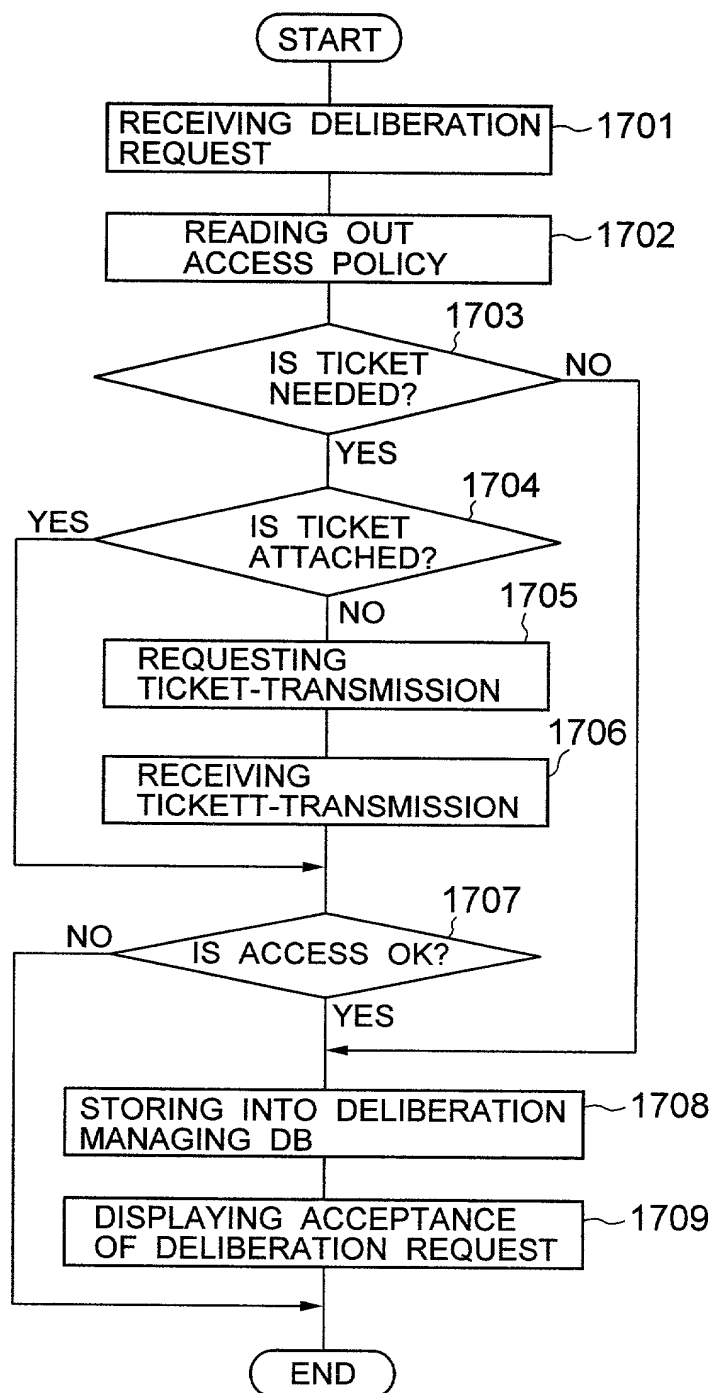 START
RECEIVING DELIBERATION
REQUEST
1701
READING OUT
ACCESS POLICY
1702
1703
IS TICKET
NEEDED?
NO
YES
1704
YES
IS TICKET
ATTACHED?
NO
1705
REQUESTING
TICKET-TRANSMISSION
1706
RECEIVING
TICKETT-TRANSMISSION
1707
NO
IS ACCESS OK?
YES
STORING INTO DELIBERATION
MANAGING DB
1708
DISPLAYING ACCEPTANCE
OF DELIBERATION REQUEST
1709
END